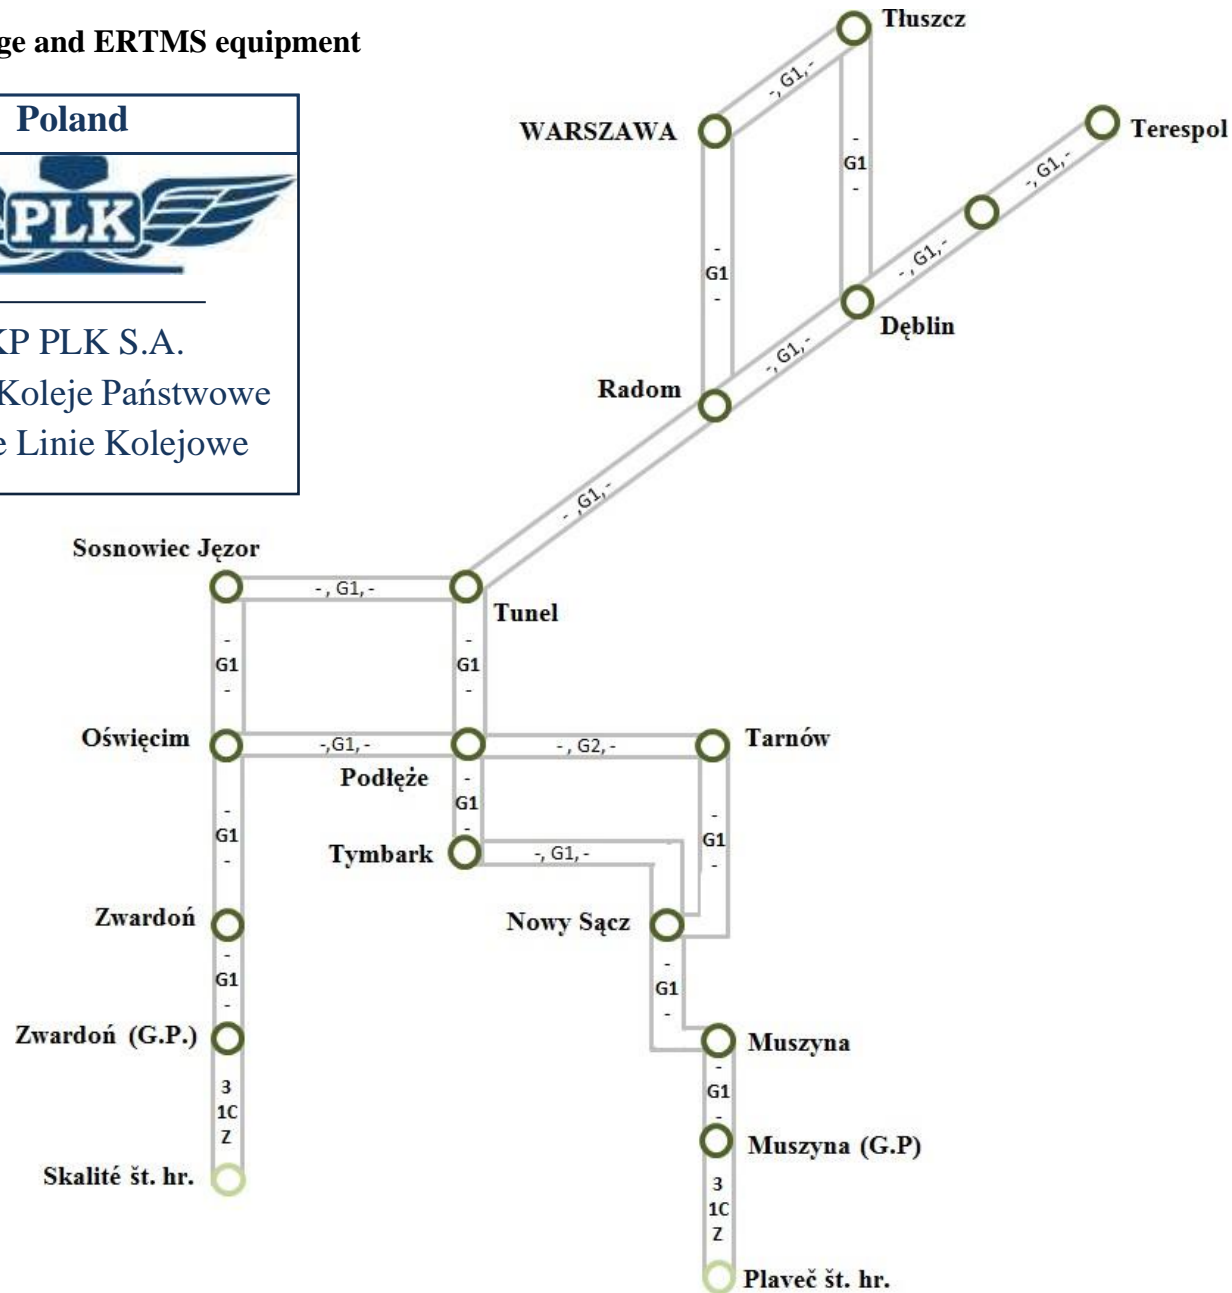 ge and ERTMS equipment
Poland
PLK
KP PLK S.A.
Koleje Państwowe
e Linie Kolejowe
Tłuszcz
-, G1,-
WARSZAWA
Terespol
-
G1
-
-, G1,-
-
G1
-
-, G1,-
Dęblin
-, G1,-
Radom
- ,G1,-
Sosnowiec Jęzor
- , G1, -
Tunel
-
G1
-
-
G1
-
Oświęcim
-,G1, -
- , G2, -
Tarnów
Podłęże
-
G1
-
-
G1
-
-
G1
-
Tymbark
-, G1, -
Zwardoń
Nowy Sącz
-
G1
-
-
G1
-
Zwardoń (G.P.)
Muszyna
-
G1
-
3
1C
Z
Muszyna (G.P)
Skalité št. hr.
3
1C
Z
Plaveč št. hr.